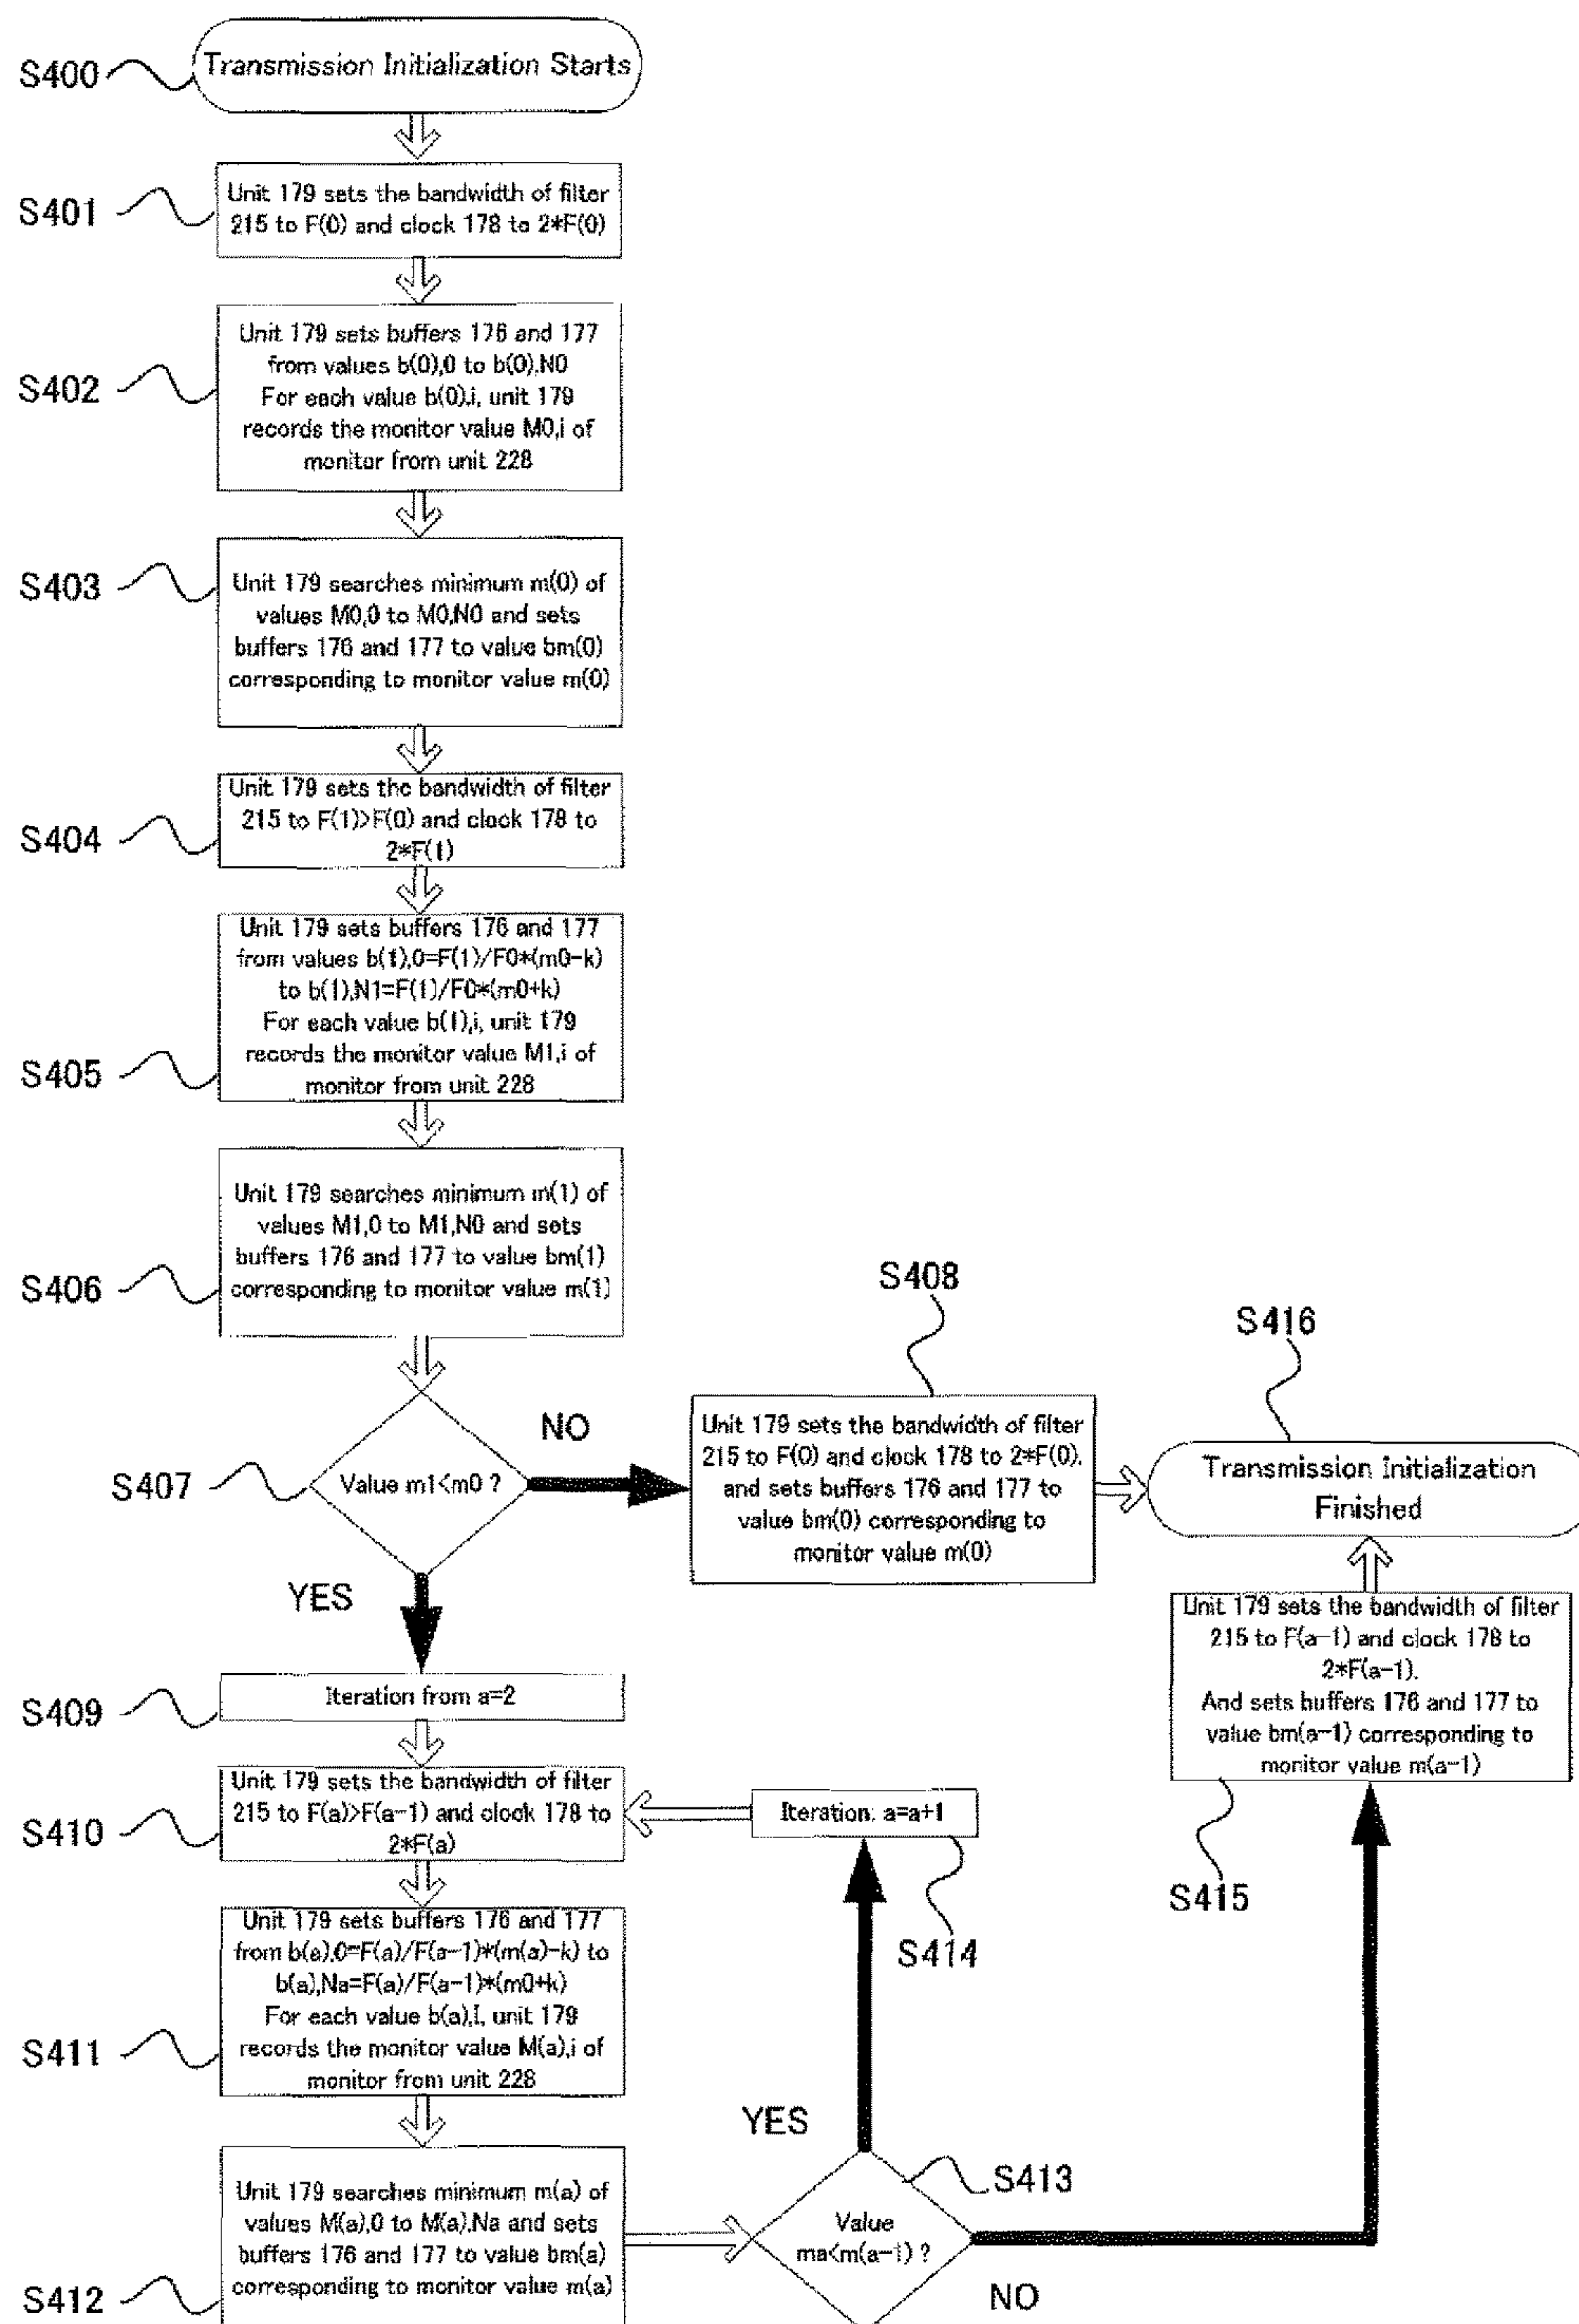 S400
Transmission Initialization Starts
S401
Unit 179 sets the bandwidth of filter
215 to F(0) and clock 178 to 2*F(0)
S402
Unit 179 sets buffers 176 and 177
from values b(0),0 to b(0),N0
For each value b(0),i, unit 179
records the monitor value M0,i of
monitor from unit 228
S403
Unit 179 searches minimum m(0) of
values M0,0 to M0,N0 and sets
buffers 176 and 177 to value bm(0)
corresponding to monitor value m(0)
S404
Unit 179 sets the bandwidth of filter
215 to F(1)>F(0) and clock 178 to
2*F(1)
S405
Unit 179 sets buffers 176 and 177
from values b(1),0=F(1)/F0*(m0-k)
to b(1),N1=F(1)/F0*(m0+k)
For each value b(1),i, unit 179
records the monitor value M1,i of
monitor from unit 228
S406
Unit 179 searches minimum m(1) of
values M1,0 to M1,N0 and sets
buffers 176 and 177 to value bm(1)
corresponding to monitor value m(1)
S407
Value m1<m0 ?
NO
YES
S408
Unit 179 sets the bandwidth of filter
215 to F(0) and clock 178 to 2*F(0).
and sets buffers 176 and 177 to
value bm(0) corresponding to
monitor value m(0)
S416
Transmission Initialization
Finished
S409
Iteration from a=2
S410
Unit 179 sets the bandwidth of filter
215 to F(a)>F(a-1) and clock 178 to
2*F(a)
S411
Unit 179 sets buffers 176 and 177
from b(a),0=F(a)/F(a-1)*(m(a)-k) to
b(a),Na=F(a)/F(a-1)*(m0+k)
For each value b(a),I, unit 179
records the monitor value M(a),i of
monitor from unit 228
S412
Unit 179 searches minimum m(a) of
values M(a),0 to M(a),Na and sets
buffers 176 and 177 to value bm(a)
corresponding to monitor value m(a)
S413
Value
ma<m(a-1) ?
YES
NO
S414
Iteration: a=a+1
S415
Unit 179 sets the bandwidth of filter
215 to F(a-1) and clock 178 to
2*F(a-1).
And sets buffers 176 and 177 to
value bm(a-1) corresponding to
monitor value m(a-1)